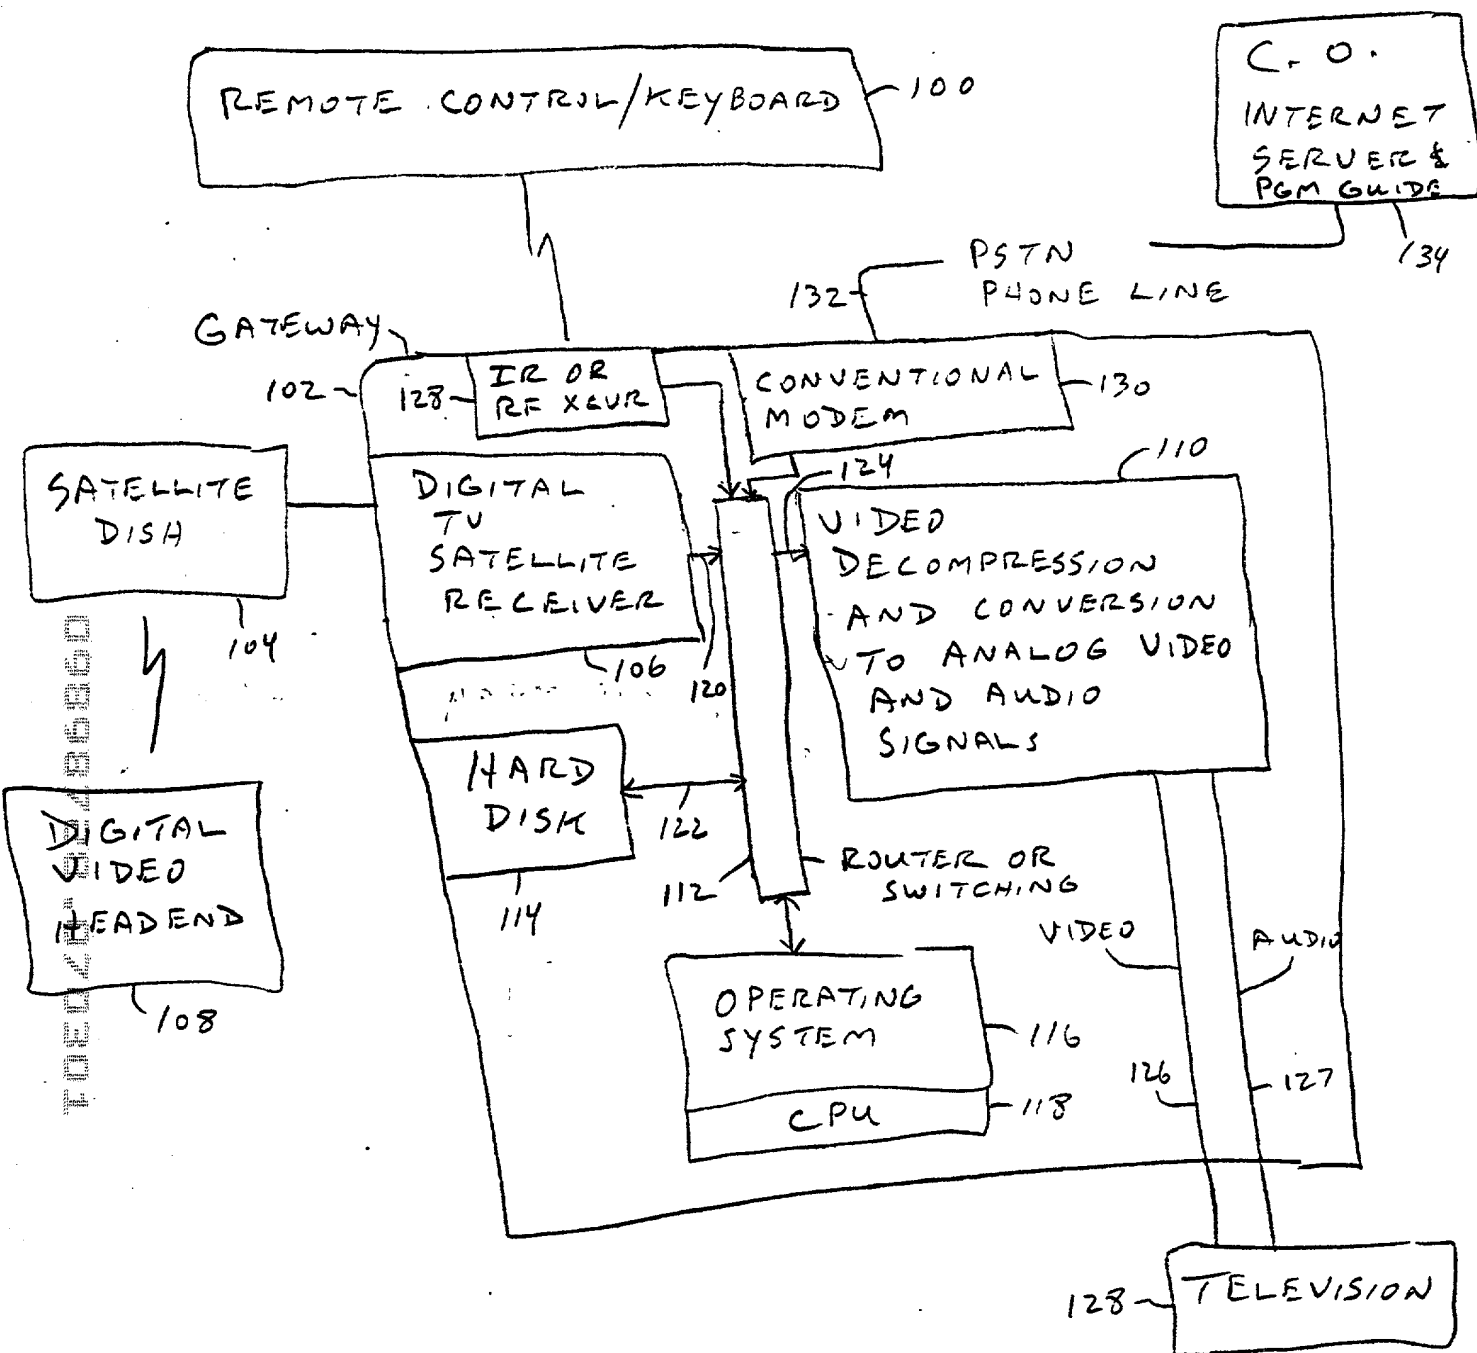 REMOTE CONTROL/KEYBOARD
100
C. O.
INTERNET
SERVER &
PGM GUIDE
134
PSTN
PHONE LINE
132
GATEWAY
102
128
IR OR
RF XCVR
CONVENTIONAL
MODEM
130
SATELLITE
DISH
104
DIGITAL
TV
SATELLITE
RECEIVER
106
120
124
110
VIDEO
DECOMPRESSION
AND CONVERSION
TO ANALOG VIDEO
AND AUDIO
SIGNALS
DIGITAL
VIDEO
HEADEND
108
HARD
DISK
114
122
112
ROUTER OR
SWITCHING
OPERATING
SYSTEM
116
CPU
118
VIDEO
AUDIO
126
127
128
TELEVISION